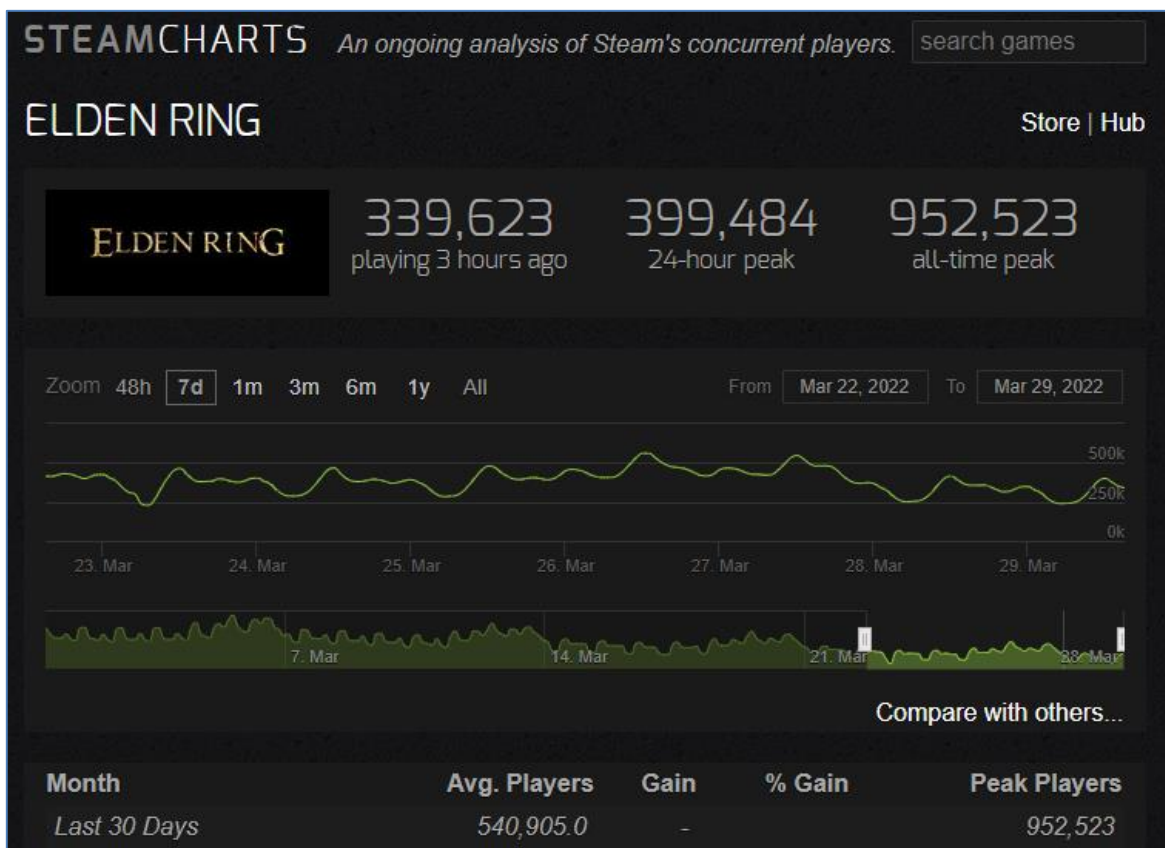 STEAMCHARTS An ongoing analysis of Steam's concurrent players. search games
ELDEN RING Store | Hub
ELDEN RING
339,623 399,484 952,523
playing 3 hours ago 24-hour peak all-time peak
Zoom 48h 7d 1m 3m 6m 1y All From Mar 22, 2022 To Mar 29, 2022
500k
250k
0k
23. Mar 24. Mar 25. Mar 26. Mar 27. Mar 28. Mar 29. Mar
7. Mar 14. Mar 21. Mar 28. Mar
Compare with others...
Month Avg. Players Gain % Gain Peak Players
Last 30 Days 540,905.0 - 952,523